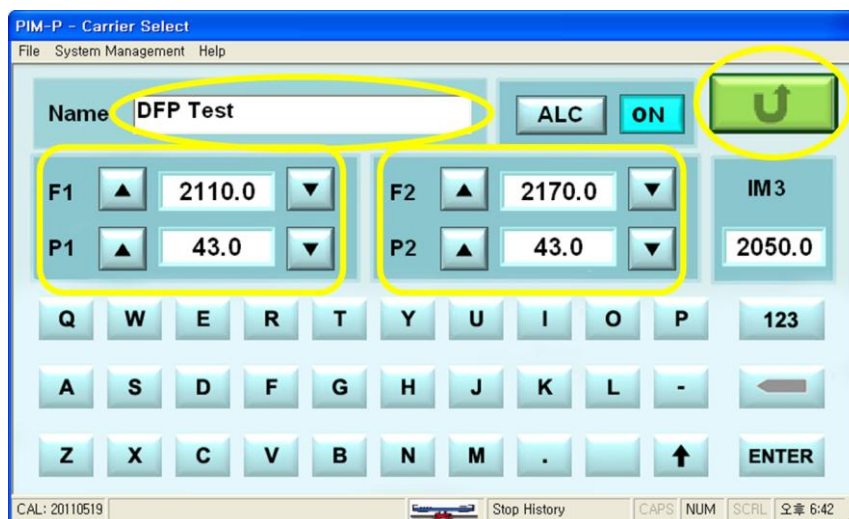 PIM-P - Carrier Select
File System Management Help
Name DFP Test ALC ON
F1 ▲ 2110.0 ▼ F2 ▲ 2170.0 ▼ IM3
P1 ▲ 43.0 ▼ P2 ▲ 43.0 ▼ 2050.0
Q W E R T Y U I O P 123
A S D F G H J K L -
Z X C V B N M . ENTER
CAL: 20110519 Stop History CAPS NUM SCRL 오후 6:42